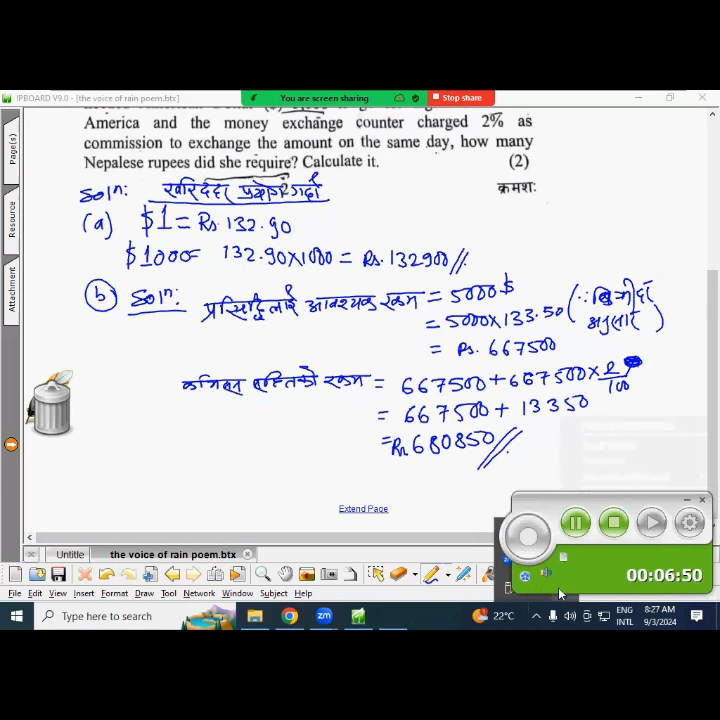 IPBOARD V9.0 - [the voice of rain poem.btx]
You are screen sharing
Stop share
America and the money exchange counter charged 2% as
commission to exchange the amount on the same day, how many
Nepalese rupees did she require? Calculate it. (2)
क्रमशः
Solⁿ: खरिददर प्रयोग गर्दा
(a) $1 = Rs. 132.90
$1000= 132.90×1000 = Rs. 132900//
(b) Solⁿ: प्रसिद्धिलाई आवश्यक रकम = 5000$
= 5000×133.50 (∵ बिक्रीदर अनुसार)
= Rs. 667500
कमिसन सहितको रकम = 667500+667500×2/100
= 667500+13350
=Rs. 680850//
Page(s)
Resource
Attachment
Extend Page
00:06:50
Untitle
the voice of rain poem.btx
File Edit View Insert Format Draw Tool Network Window Subject Help
Type here to search
zm
22°C
ENG
INTL
8:27 AM
9/3/2024